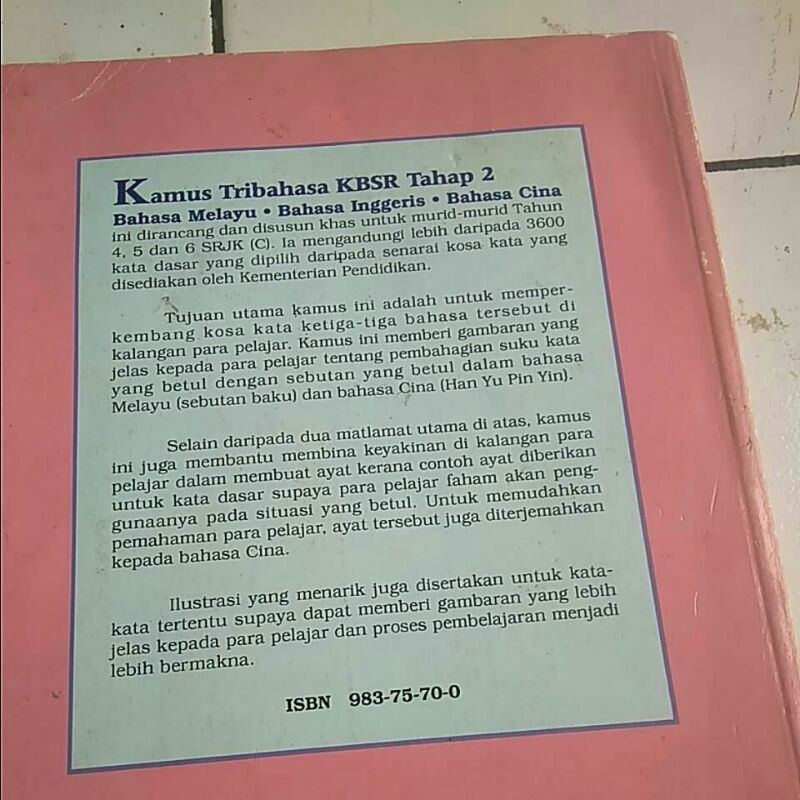 Kamus Tribahasa KBSR Tahap 2
Bahasa Melayu • Bahasa Inggeris • Bahasa Cina
ini dirancang dan disusun khas untuk murid-murid Tahun
4, 5 dan 6 SRJK (C). Ia mengandungi lebih daripada 3600
kata dasar yang dipilih daripada senarai kosa kata yang
disediakan oleh Kementerian Pendidikan.
Tujuan utama kamus ini adalah untuk memper-
kembang kosa kata ketiga-tiga bahasa tersebut di
kalangan para pelajar. Kamus ini memberi gambaran yang
jelas kepada para pelajar tentang pembahagian suku kata
yang betul dengan sebutan yang betul dalam bahasa
Melayu (sebutan baku) dan bahasa Cina (Han Yu Pin Yin).
Selain daripada dua matlamat utama di atas, kamus
ini juga membantu membina keyakinan di kalangan para
pelajar dalam membuat ayat kerana contoh ayat diberikan
untuk kata dasar supaya para pelajar faham akan peng-
gunaanya pada situasi yang betul. Untuk memudahkan
pemahaman para pelajar, ayat tersebut juga diterjemahkan
kepada bahasa Cina.
Ilustrasi yang menarik juga disertakan untuk kata-
kata tertentu supaya dapat memberi gambaran yang lebih
jelas kepada para pelajar dan proses pembelajaran menjadi
lebih bermakna.
ISBN 983-75-70-0